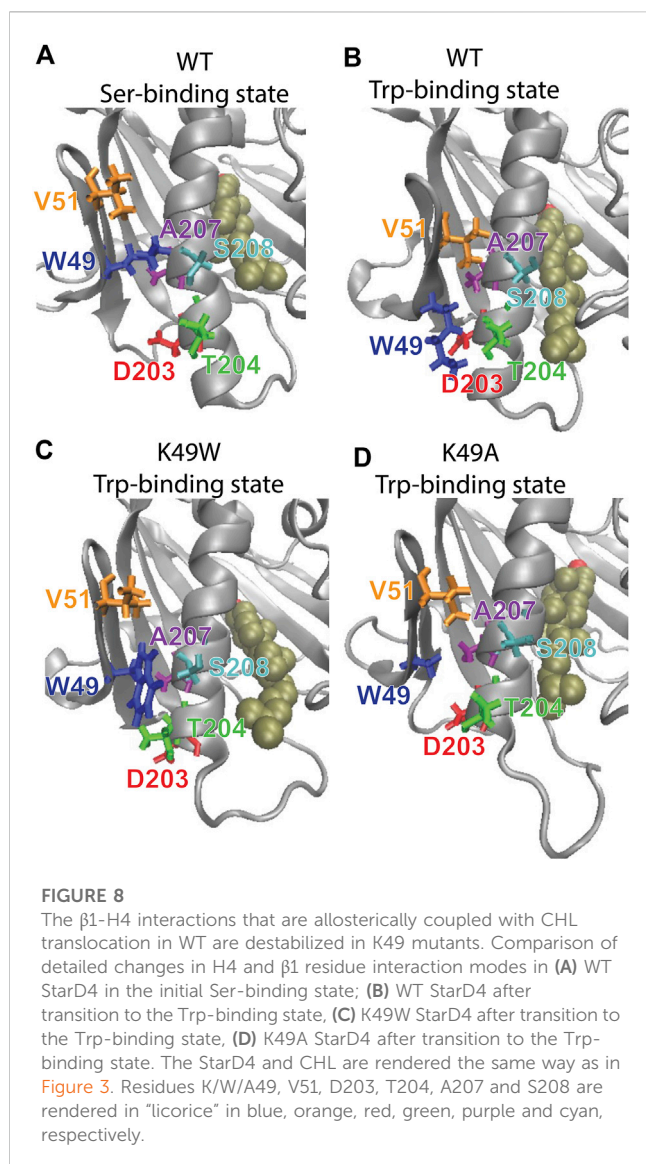 A
WT
Ser-binding state
V51
A207
W49
S208
D203
T204
B
WT
Trp-binding state
V51
A207
S208
W49
T204
D203
C
K49W
Trp-binding state
V51
A207
S208
W49
T204
D203
D
K49A
Trp-binding state
V51
A207
S208
W49
T204
D203
FIGURE 8
The β1-H4 interactions that are allosterically coupled with CHL
translocation in WT are destabilized in K49 mutants. Comparison of
detailed changes in H4 and β1 residue interaction modes in (A) WT
StarD4 in the initial Ser-binding state; (B) WT StarD4 after
transition to the Trp-binding state, (C) K49W StarD4 after transition to
the Trp-binding state, (D) K49A StarD4 after transition to the Trp-
binding state. The StarD4 and CHL are rendered the same way as in
Figure 3. Residues K/W/A49, V51, D203, T204, A207 and S208 are
rendered in “licorice” in blue, orange, red, green, purple and cyan,
respectively.